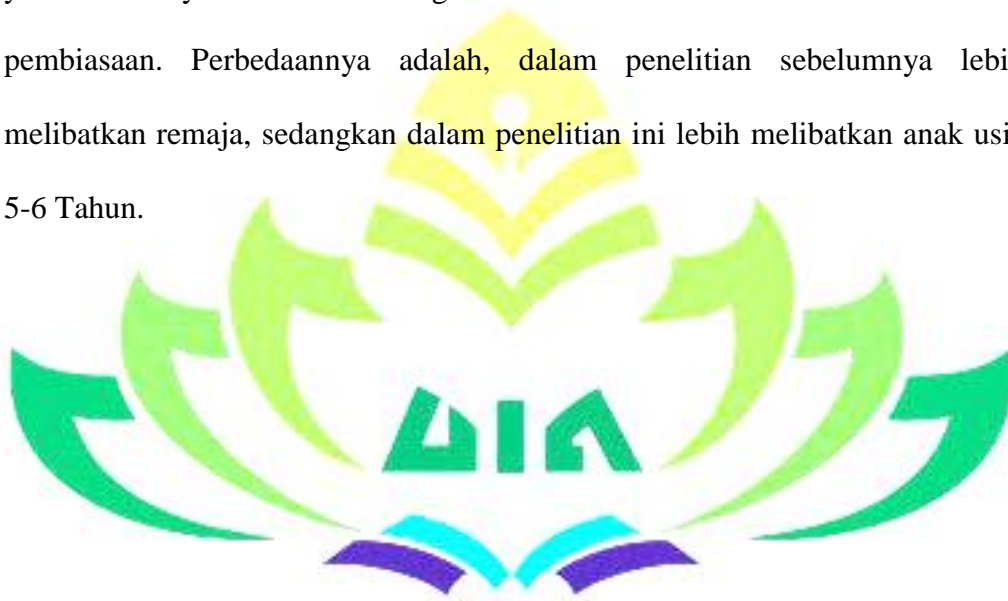 pembiasaan. Perbedaannya adalah, dalam penelitian sebelumnya lebi
melibatkan remaja, sedangkan dalam penelitian ini lebih melibatkan anak usi
5-6 Tahun.